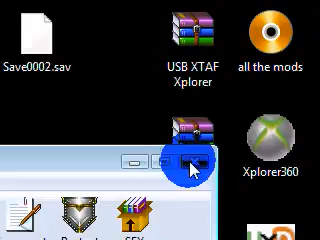 Save0002.sav
USB XTAF
Xplorer
all the mods
Xplorer360